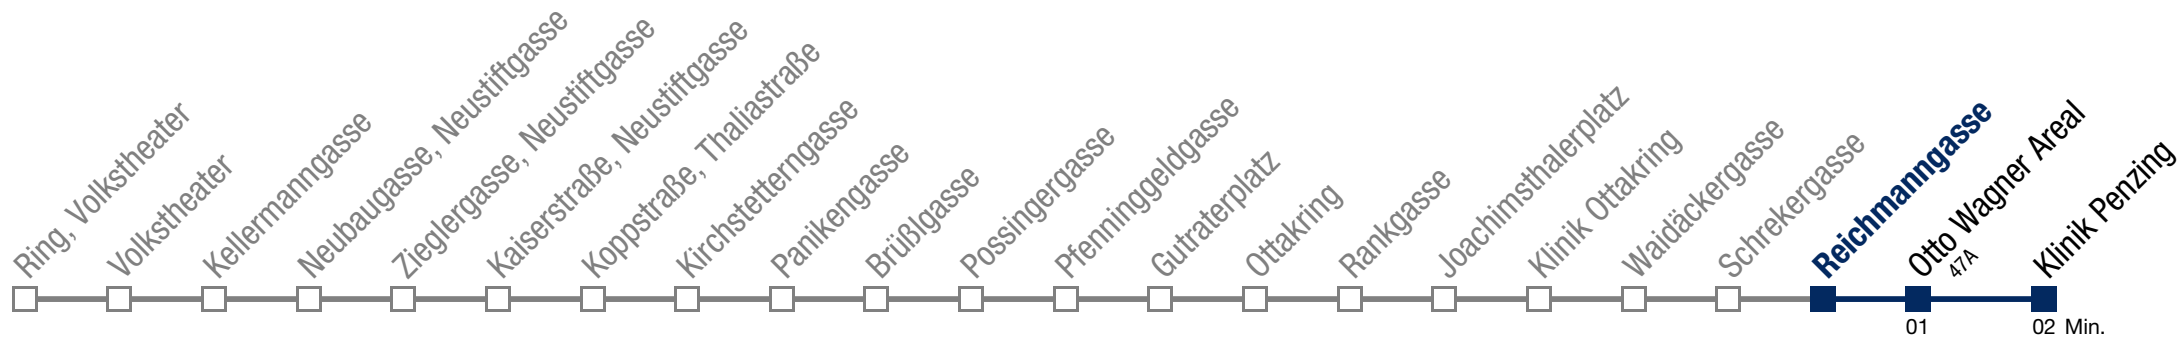 Ring, Volkstheater
Volkstheater
Kellermanngasse
Neubaugasse, Neustiftgasse
Zieglergasse, Neustiftgasse
Kaiserstraße, Neustiftgasse
Koppstraße, Thaliastraße
Kirchstetterngasse
Panikengasse
Brüßlgasse
Possingergasse
Pfenninggeldgasse
Gutraterplatz
Ottakring
Rankgasse
Joachimsthalerplatz
Klinik Ottakring
Waidäckergasse
Schrekergasse
Reichmanngasse
Otto Wagner Areal
47A
Klinik Penzing
01
02 Min.